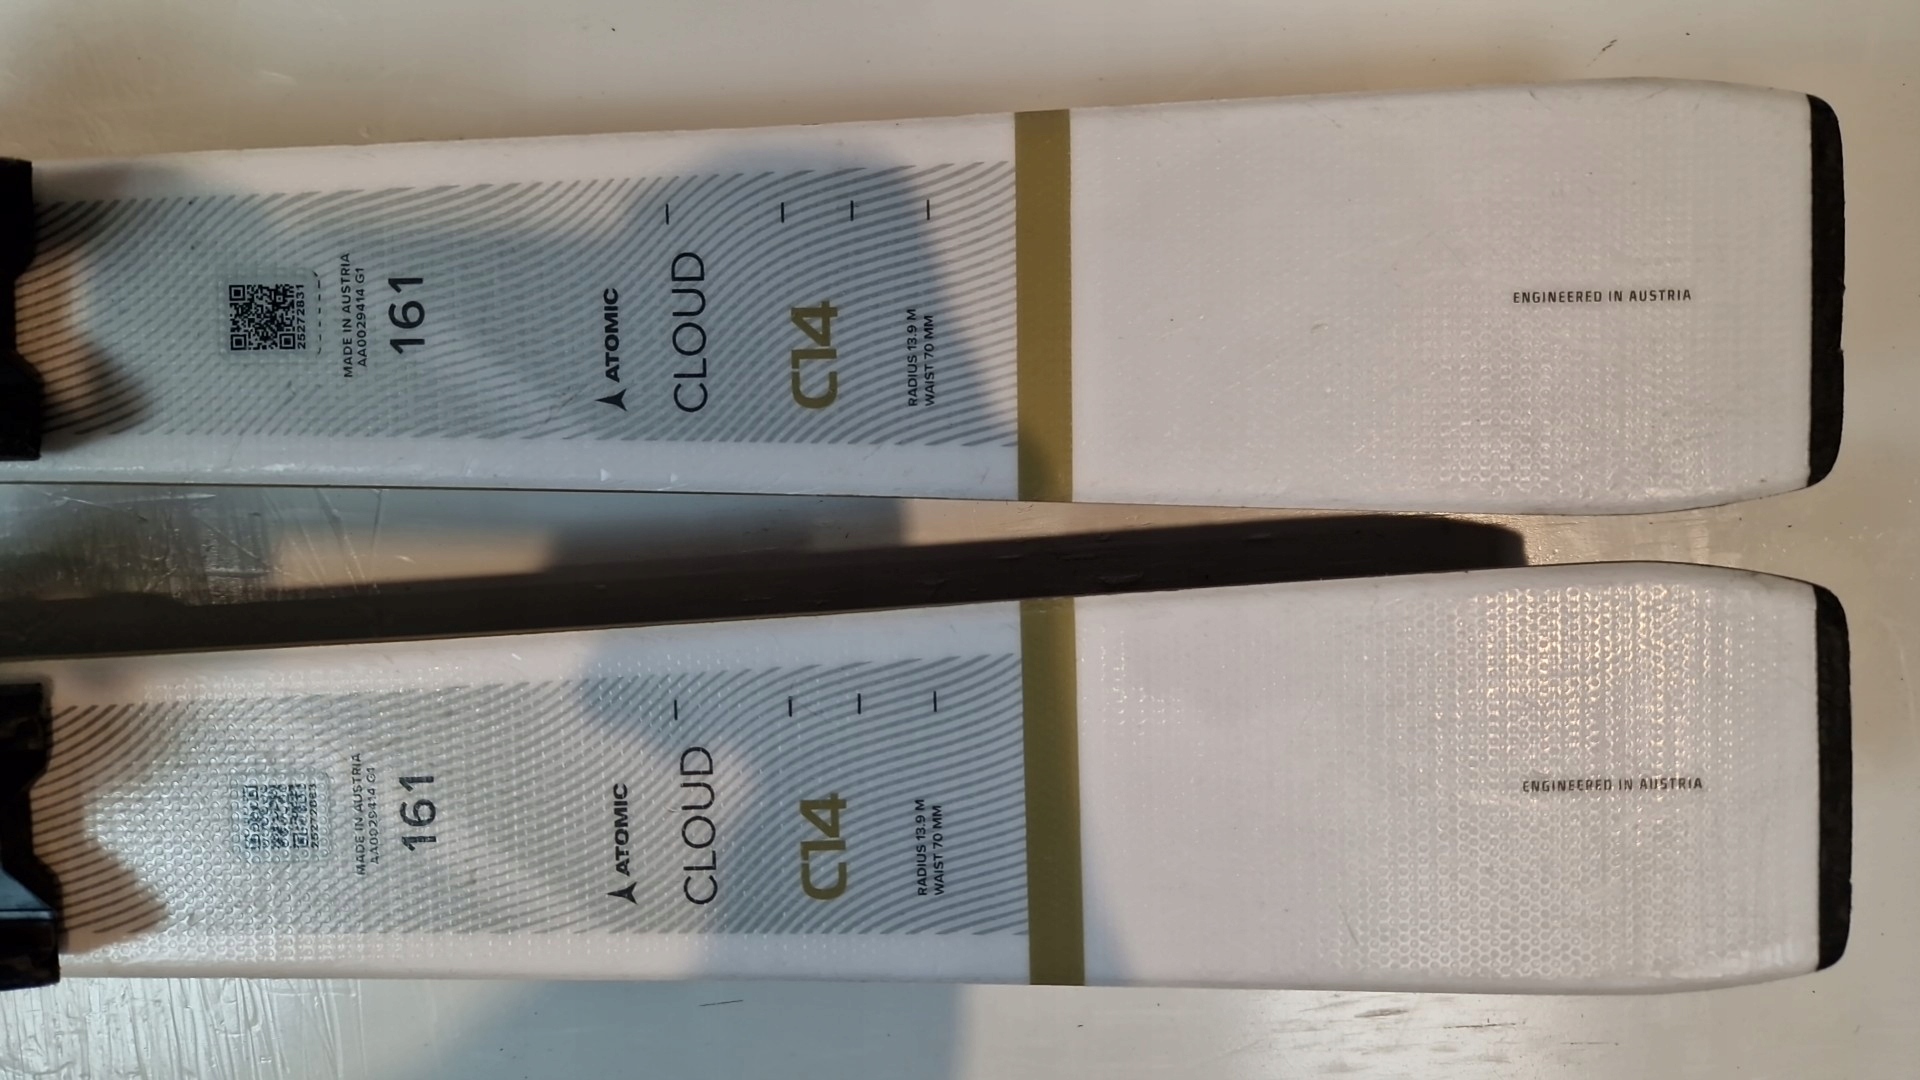 25272831
MADE IN AUSTRIA
AA0029414 G1
161
ATOMIC
CLOUD
C14
RADIUS 13.9 M
WAIST 70 MM
ENGINEERED IN AUSTRIA
MADE IN AUSTRIA
AA0029414 G1
161
ATOMIC
CLOUD
C14
RADIUS 13.9 M
WAIST 70 MM
ENGINEERED IN AUSTRIA